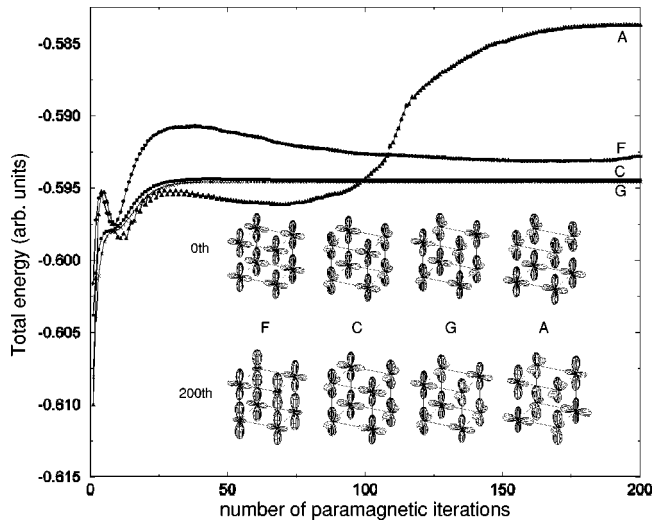 Total energy (arb. units)
-0.585
-0.590
-0.595
-0.600
-0.605
-0.610
-0.615
A
F
C
G
0th
F C G A
200th
0 50 100 150 200
number of paramagnetic iterations